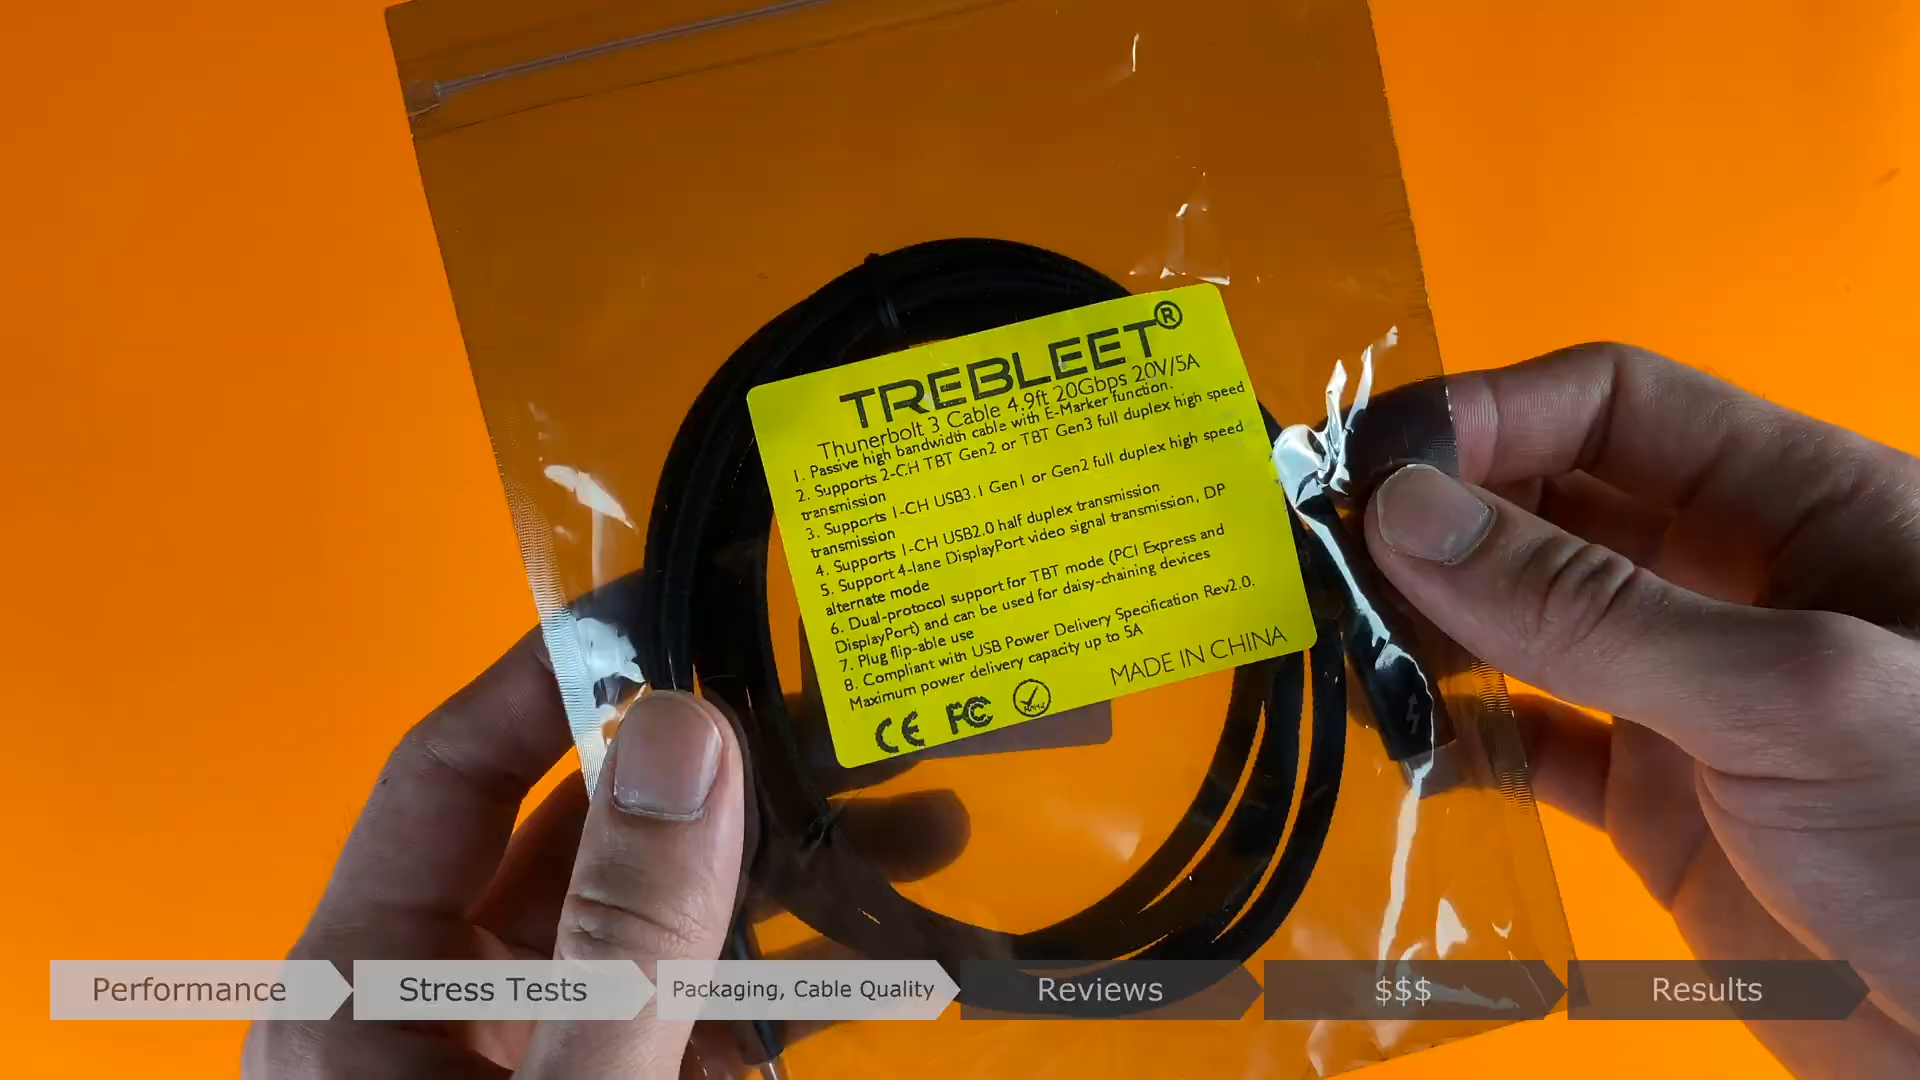 TREBLEET®
Thunerbolt 3 Cable 4.9ft 20Gbps 20V/5A
1. Passive high bandwidth cable with E-Marker function.
2. Supports 2-CH TBT Gen2 or TBT Gen3 full duplex high speed
transmission
3. Supports 1-CH USB3.1 Gen1 or Gen2 full duplex high speed
transmission
4. Supports 1-CH USB2.0 half duplex transmission
5. Support 4-lane DisplayPort video signal transmission, DP
alternate mode
6. Dual-protocol support for TBT mode (PCI Express and
DisplayPort) and can be used for daisy-chaining devices
7. Plug flip-able use
8. Compliant with USB Power Delivery Specification Rev2.0.
Maximum power delivery capacity up to 5A
MADE IN CHINA
CE FC RoHS
Performance
Stress Tests
Packaging, Cable Quality
Reviews
$$$
Results